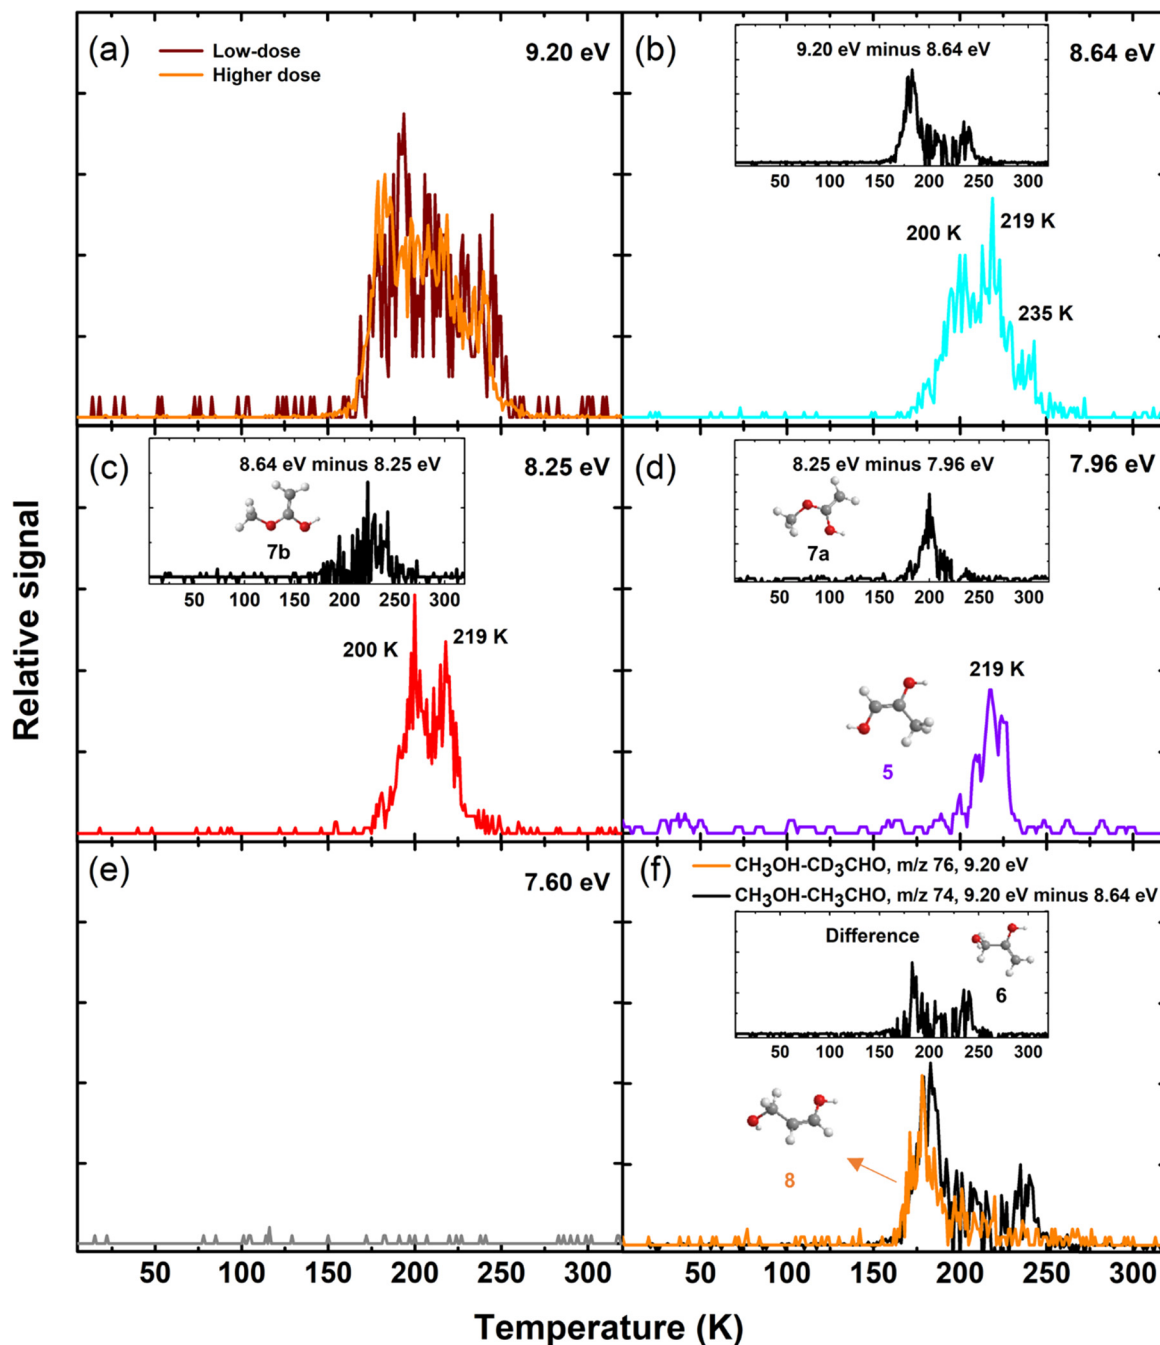 (a)
Low-dose
Higher dose
9.20 eV
(b)
9.20 eV minus 8.64 eV
8.64 eV
50 100 150 200 250 300
200 K
219 K
235 K
(c)
8.64 eV minus 8.25 eV
8.25 eV
7b
50 100 150 200 250 300
200 K
219 K
(d)
8.25 eV minus 7.96 eV
7.96 eV
7a
50 100 150 200 250 300
219 K
5
(e)
7.60 eV
(f)
CH₃OH-CD₃CHO, m/z 76, 9.20 eV
CH₃OH-CH₃CHO, m/z 74, 9.20 eV minus 8.64 eV
Difference
6
50 100 150 200 250 300
8
50 100 150 200 250 300
50 100 150 200 250 300
Relative signal
Temperature (K)